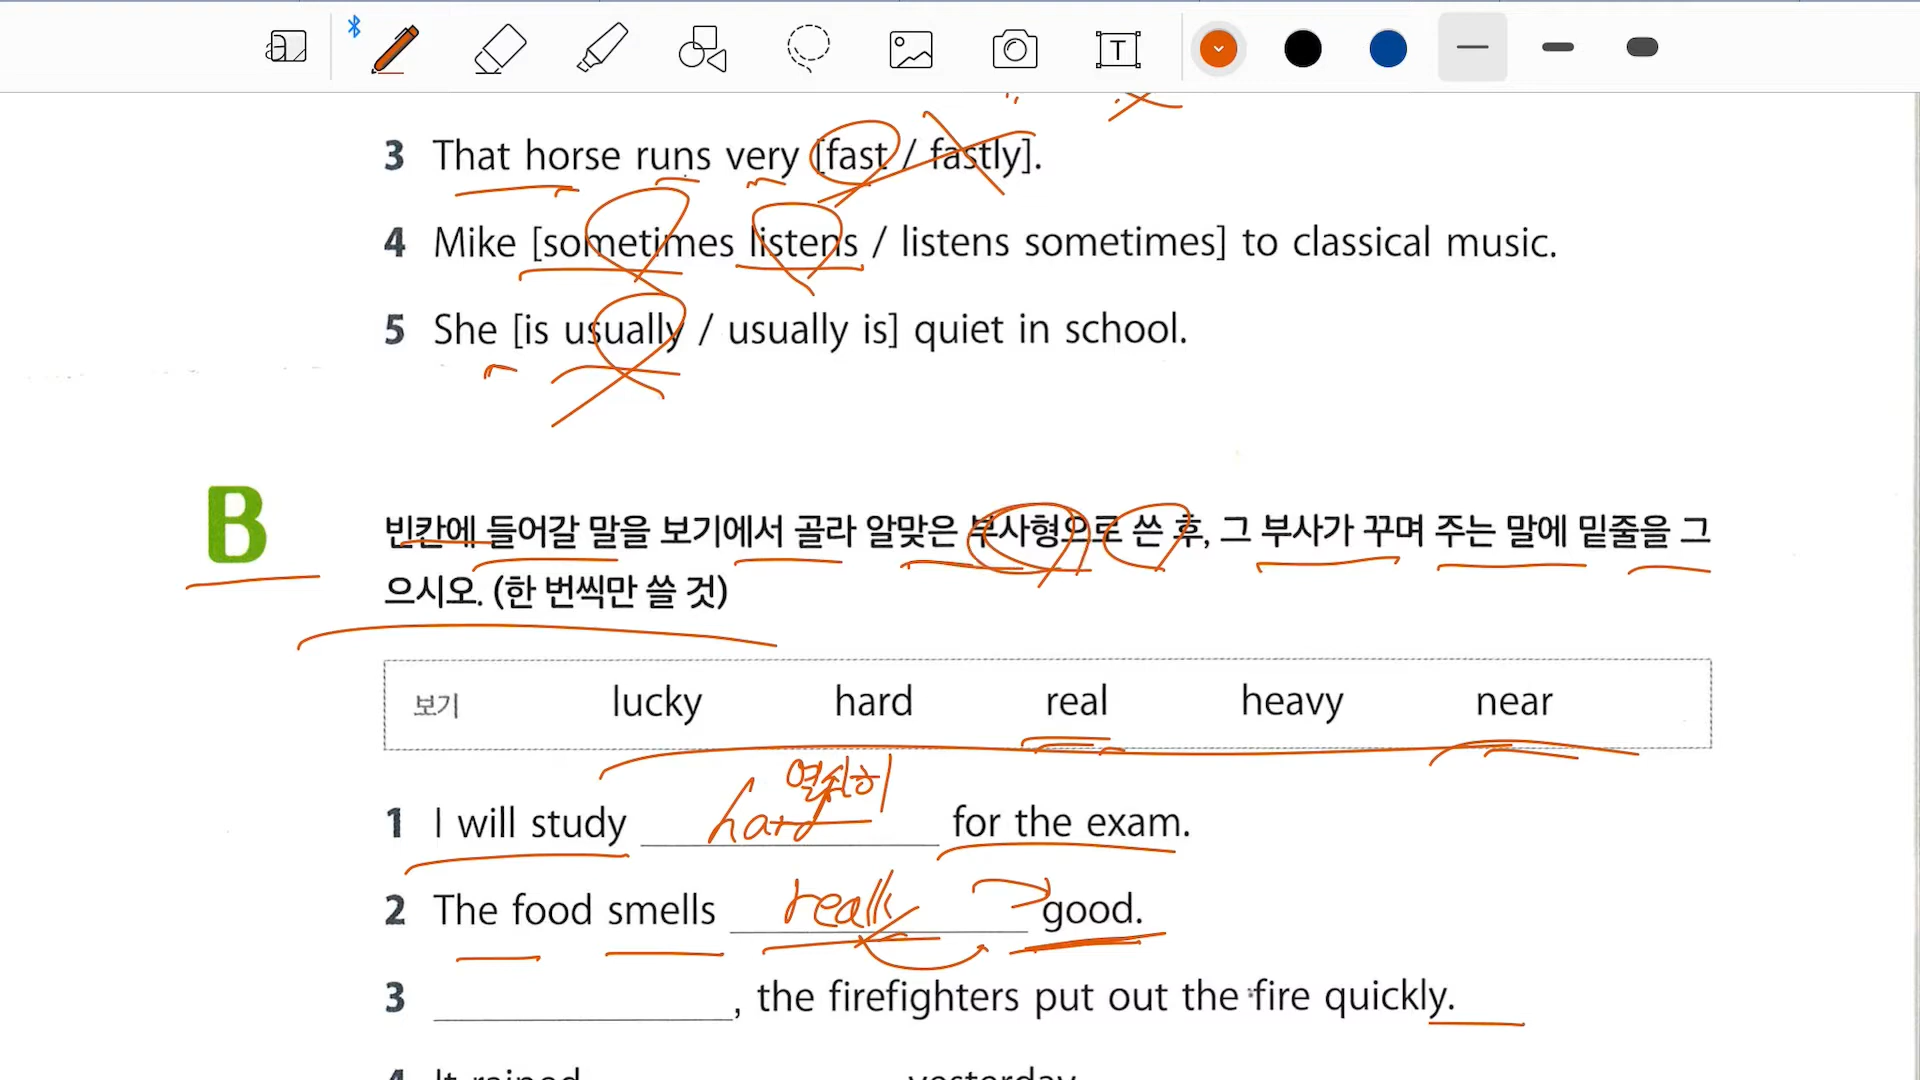 3 That horse runs very [fast / fastly].
4 Mike [sometimes listens / listens sometimes] to classical music.
5 She [is usually / usually is] quiet in school.
B 빈칸에 들어갈 말을 보기에서 골라 알맞은 부사형으로 쓴 후, 그 부사가 꾸며 주는 말에 밑줄을 그
으시오. (한 번씩만 쓸 것)
보기 lucky hard real heavy near
열심히
1 I will study hard for the exam.
2 The food smells really good.
3 , the firefighters put out the fire quickly.
4 It rained yesterday